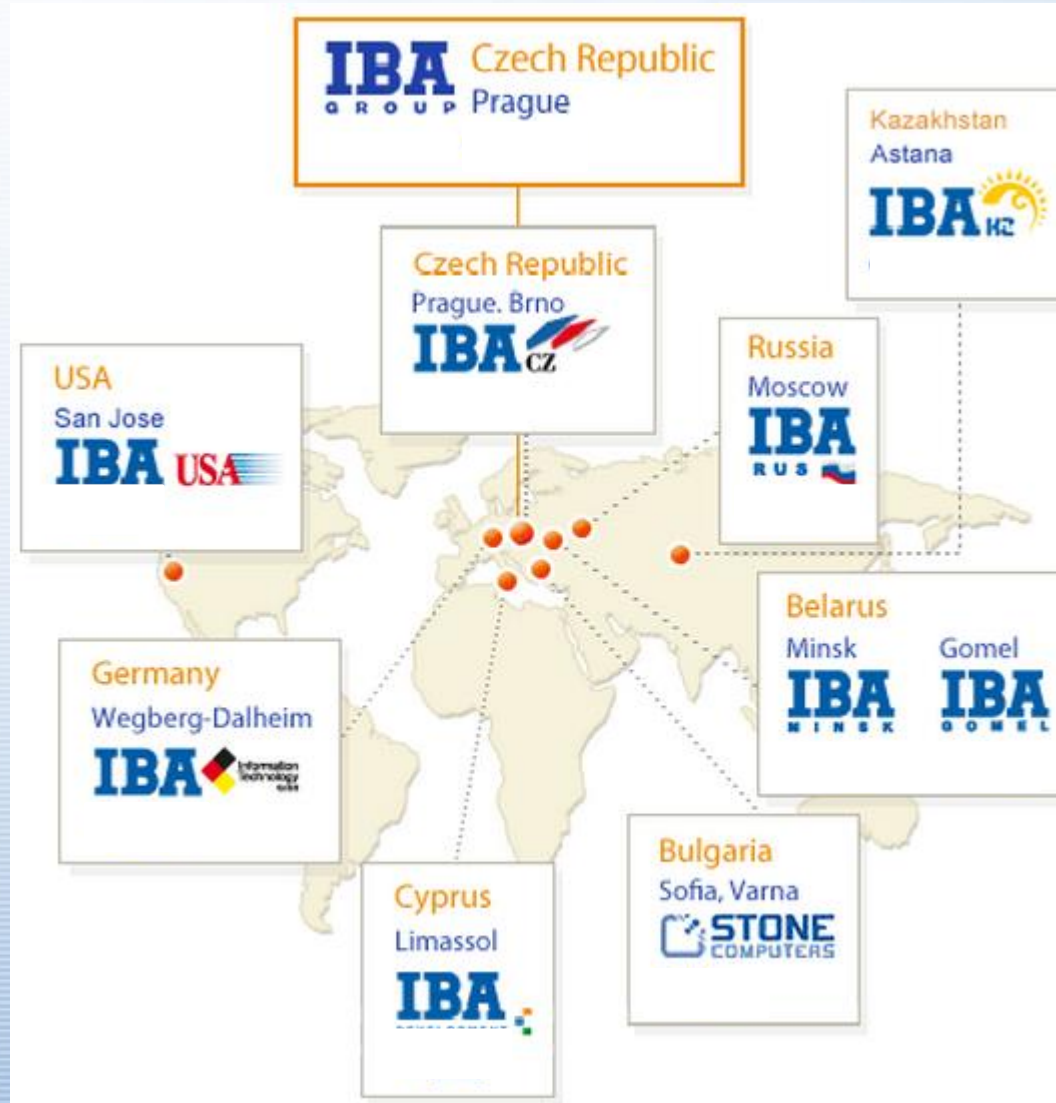 IBA
GROUP
Czech Republic
Prague
Kazakhstan
Astana
IBA KZ
Czech Republic
Prague. Brno
IBA CZ
Russia
Moscow
IBA
RUS
USA
San Jose
IBA USA
Belarus
Minsk
IBA
MINSK
Gomel
IBA
GOMEL
Germany
Wegberg-Dalheim
IBA
Information
Technology
Bulgaria
Sofia, Varna
STONE
COMPUTERS
Cyprus
Limassol
IBA